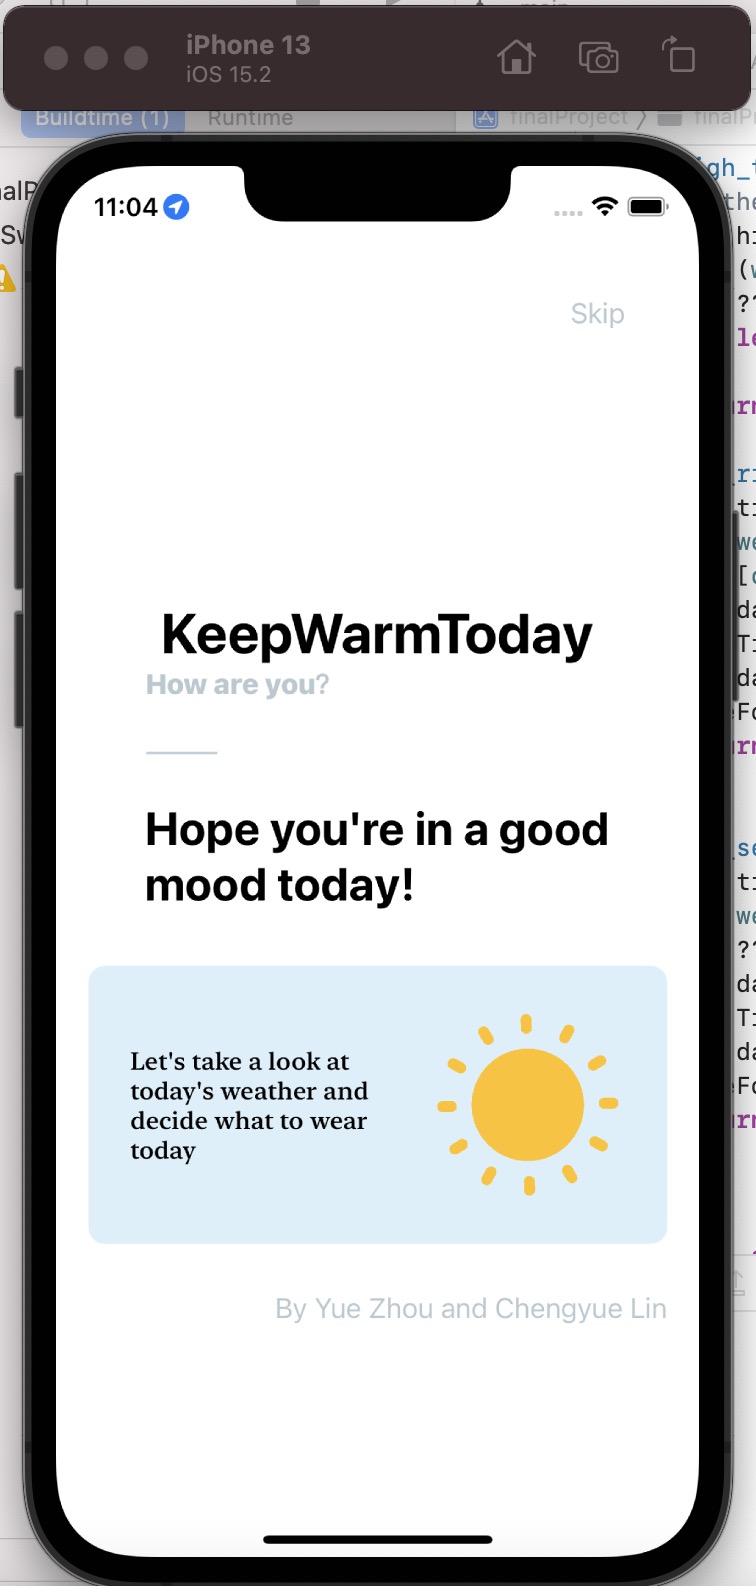 main
iPhone 13
iOS 15.2
Buildtime (1) Runtime
finalProject
11:04
Skip
KeepWarmToday
How are you?
Hope you're in a good
mood today!
Let's take a look at
today's weather and
decide what to wear
today
By Yue Zhou and Chengyue Lin